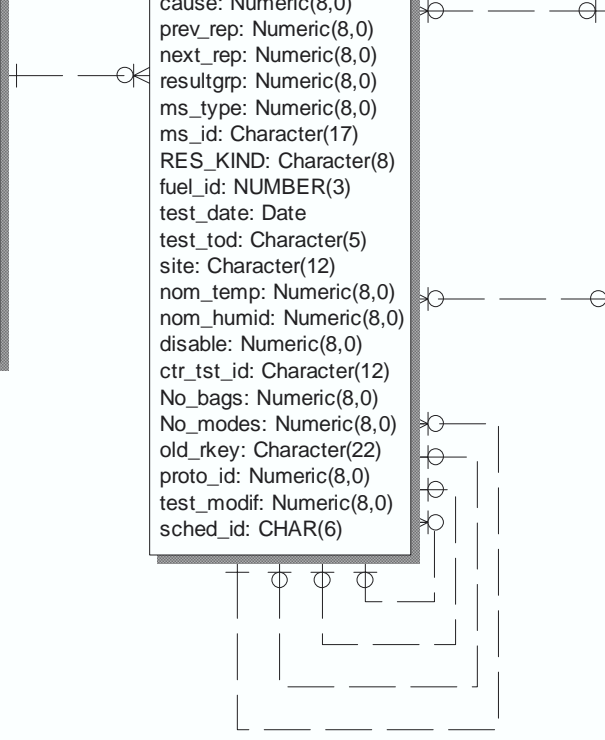 cause: Numeric(8,0)
prev_rep: Numeric(8,0)
next_rep: Numeric(8,0)
resultgrp: Numeric(8,0)
ms_type: Numeric(8,0)
ms_id: Character(17)
RES_KIND: Character(8)
fuel_id: NUMBER(3)
test_date: Date
test_tod: Character(5)
site: Character(12)
nom_temp: Numeric(8,0)
nom_humid: Numeric(8,0)
disable: Numeric(8,0)
ctr_tst_id: Character(12)
No_bags: Numeric(8,0)
No_modes: Numeric(8,0)
old_rkey: Character(22)
proto_id: Numeric(8,0)
test_modif: Numeric(8,0)
sched_id: CHAR(6)